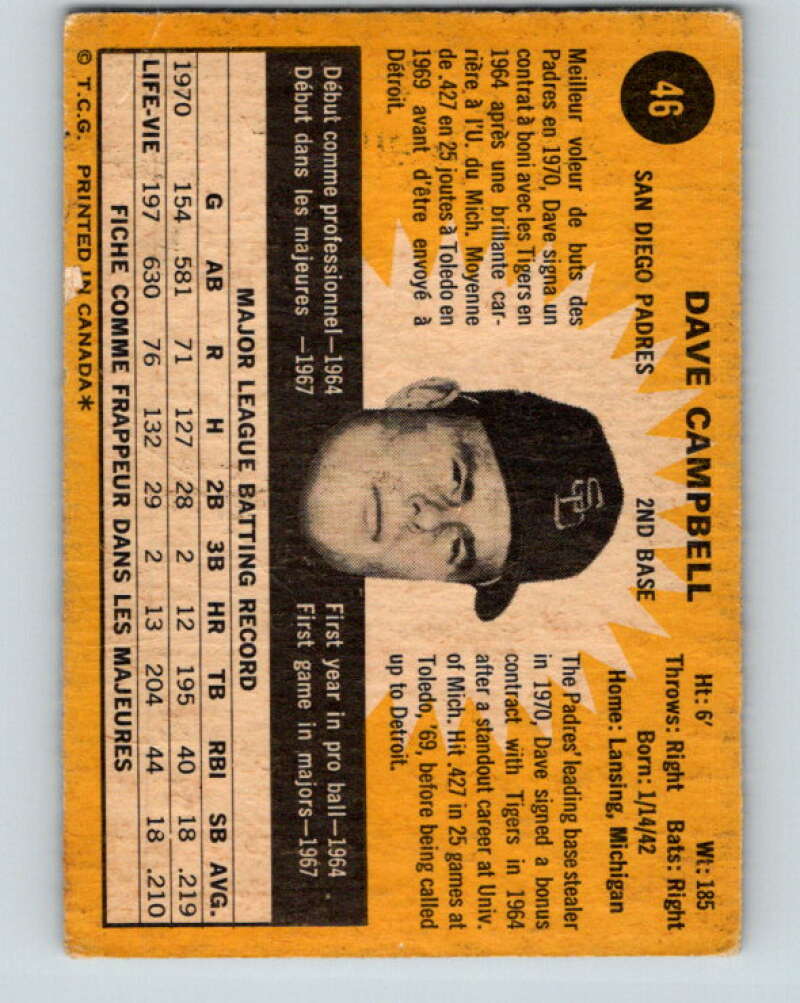 46
SAN DIEGO PADRES
DAVE CAMPBELL
2ND BASE
Ht: 6′ Wt: 185
Throws: Right Bats: Right
Born: 1/14/42
Home: Lansing, Michigan
Meilleur voleur de buts des
Padres en 1970, Dave signa un
contrat à boni avec les Tigers en
1964 après une brillante car-
rière à l'U. du Mich. Moyenne
de .427 en 25 joutes à Toledo en
1969 avant d'être envoyé à
Détroit.
SD
The Padres' leading base stealer
in 1970, Dave signed a bonus
contract with Tigers in 1964
after a standout career at Univ.
of Mich. Hit .427 in 25 games at
Toledo, '69, before being called
up to Detroit.
Début comme professionnel—1964
Début dans les majeures —1967
First year in pro ball—1964
First game in majors—1967
MAJOR LEAGUE BATTING RECORD
G AB R H 2B 3B HR TB RBI SB AVG.
1970 154 581 71 127 28 2 12 195 40 18 .219
LIFE-VIE 197 630 76 132 29 2 13 204 44 18 .210
FICHE COMME FRAPPEUR DANS LES MAJEURES
© T.C.G. PRINTED IN CANADA*